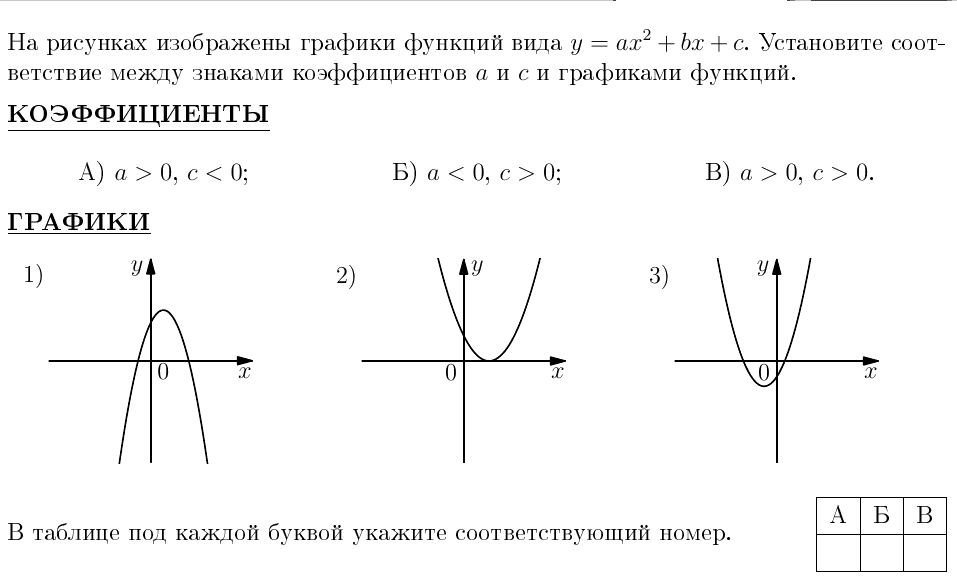 На рисунках изображены графики функций вида y = ax² + bx + c. Установите соот-
ветствие между знаками коэффициентов a и c и графиками функций.
КОЭФФИЦИЕНТЫ
А) a > 0, c < 0; Б) a < 0, c > 0; В) a > 0, c > 0.
ГРАФИКИ
1) y 2) y 3) y
0 x 0 x 0 x
А Б В
В таблице под каждой буквой укажите соответствующий номер.